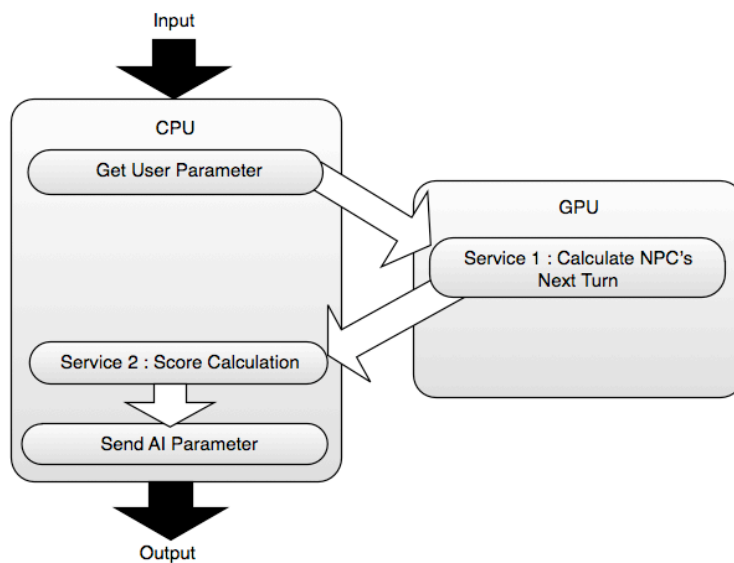 Input
CPU
Get User Parameter
GPU
Service 1 : Calculate NPC's
Next Turn
Service 2 : Score Calculation
Send AI Parameter
Output